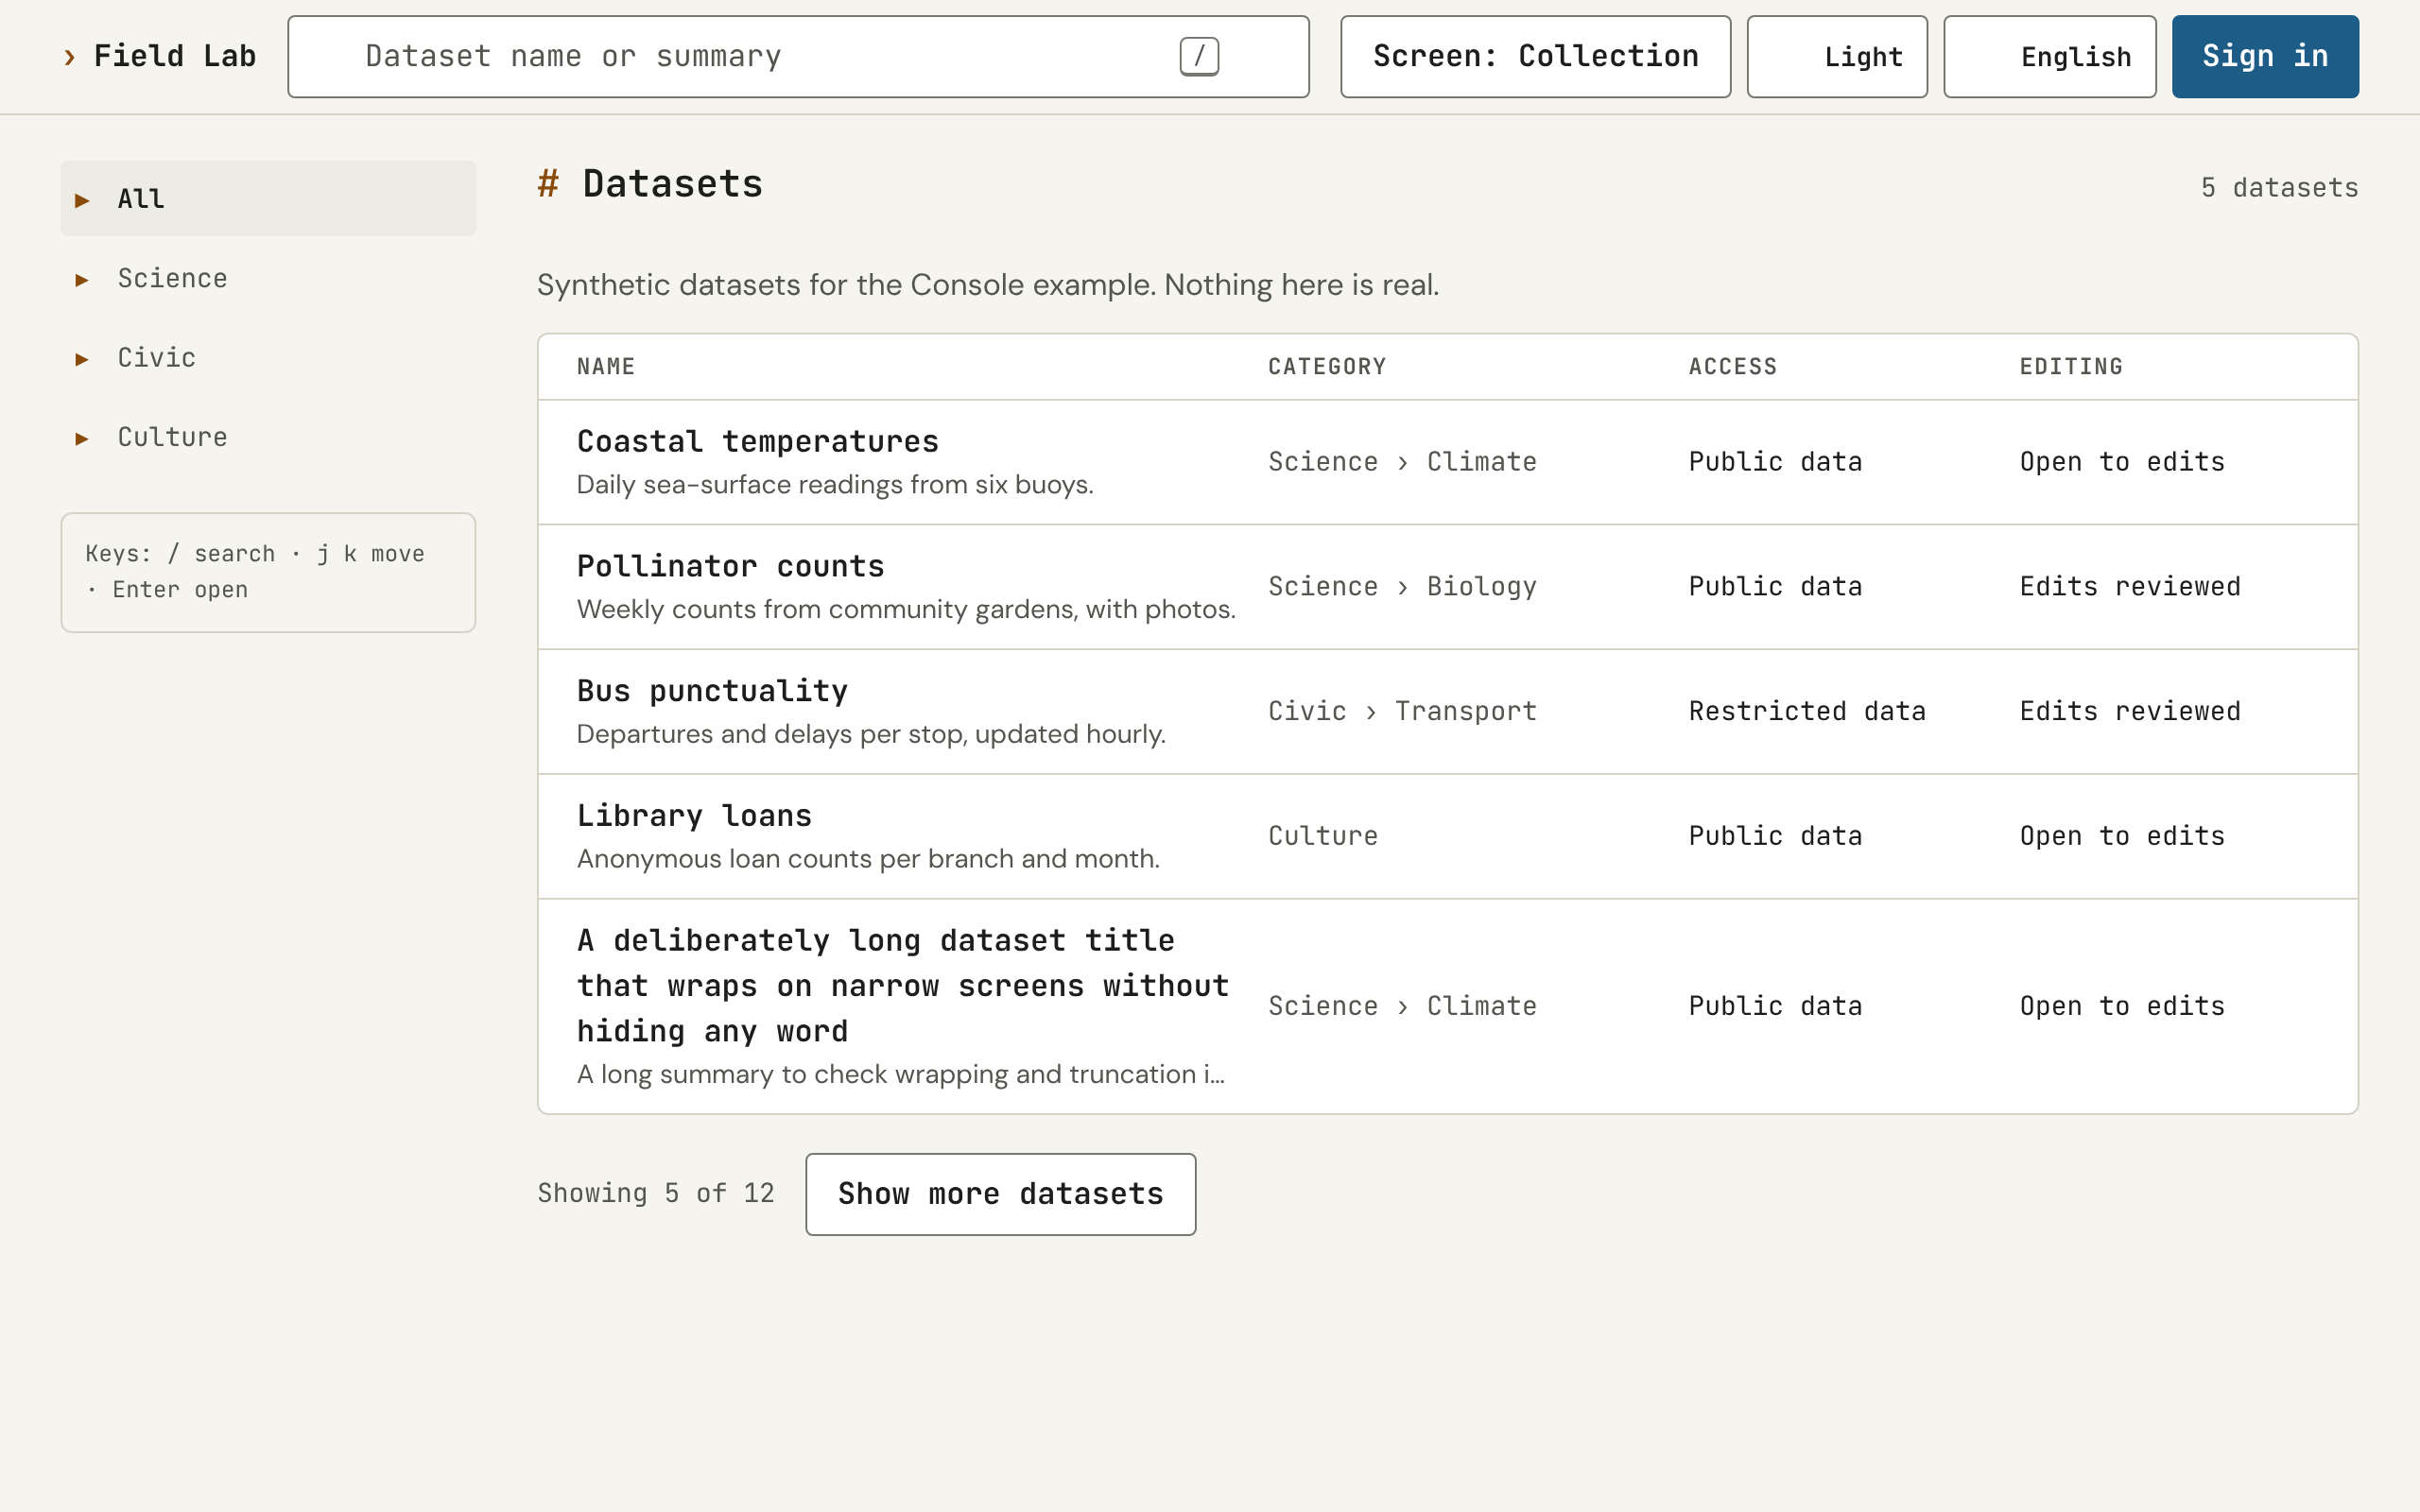 › Field Lab
Dataset name or summary
/
Screen: Collection
Light
English
Sign in
▶ All
▶ Science
▶ Civic
▶ Culture
Keys: / search · j k move
· Enter open
# Datasets
5 datasets
Synthetic datasets for the Console example. Nothing here is real.
NAME CATEGORY ACCESS EDITING
Coastal temperatures
Daily sea-surface readings from six buoys.
Science › Climate
Public data
Open to edits
Pollinator counts
Weekly counts from community gardens, with photos.
Science › Biology
Public data
Edits reviewed
Bus punctuality
Departures and delays per stop, updated hourly.
Civic › Transport
Restricted data
Edits reviewed
Library loans
Anonymous loan counts per branch and month.
Culture
Public data
Open to edits
A deliberately long dataset title
that wraps on narrow screens without
hiding any word
A long summary to check wrapping and truncation i…
Science › Climate
Public data
Open to edits
Showing 5 of 12
Show more datasets